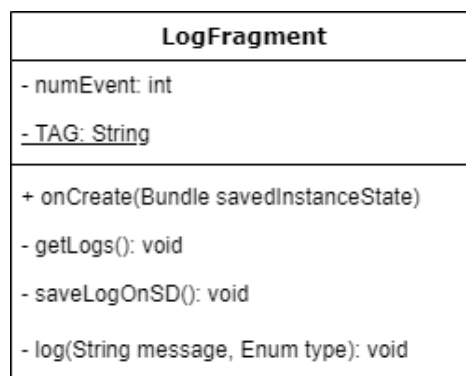 LogFragment
- numEvent: int
- TAG: String
+ onCreate(Bundle savedInstanceState)
- getLogs(): void
- saveLogOnSD(): void
- log(String message, Enum type): void